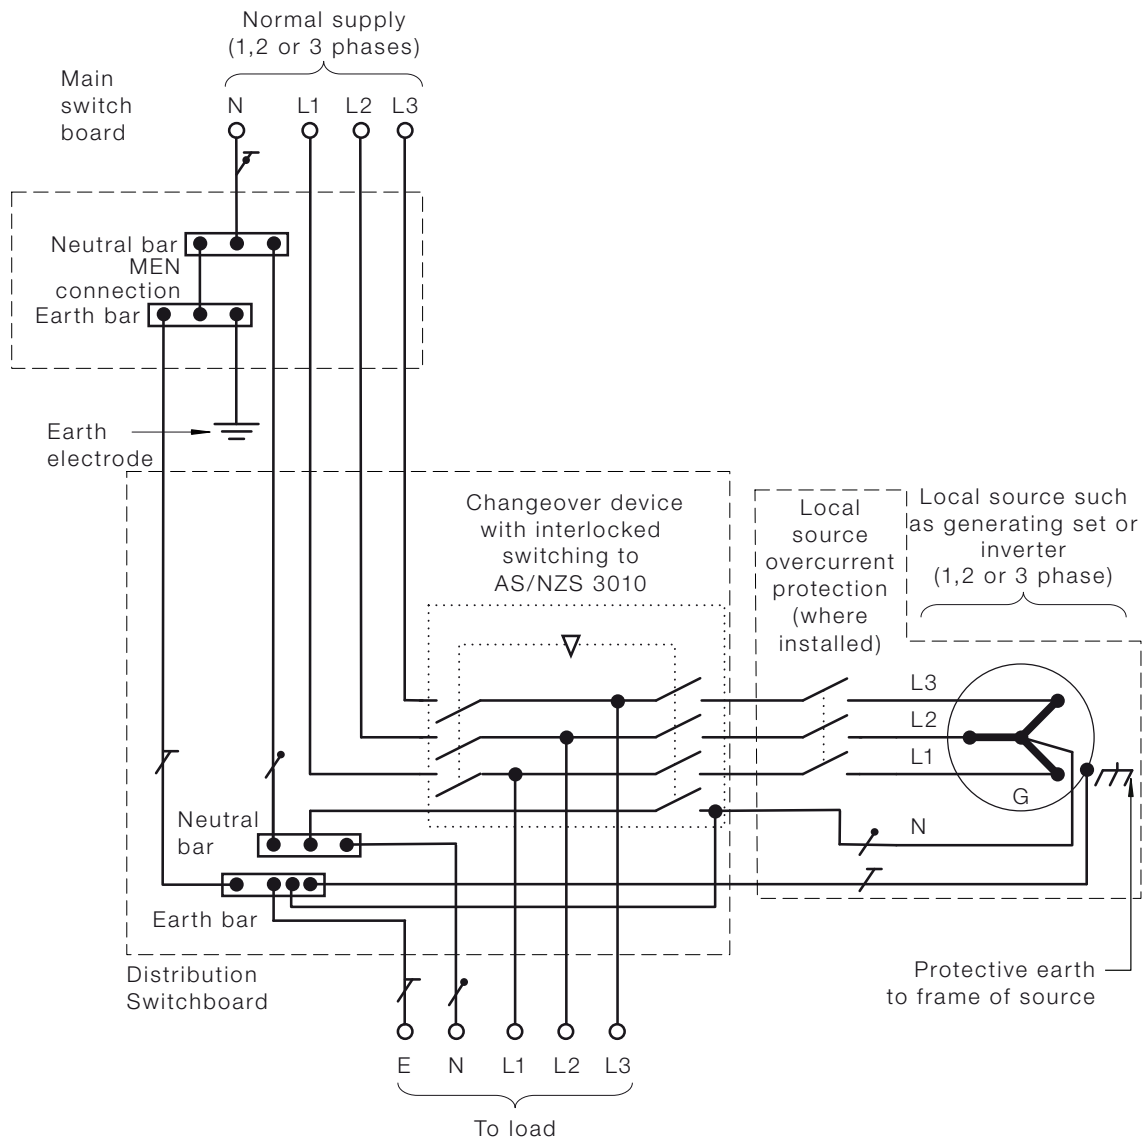 Normal supply
(1,2 or 3 phases)
Main
switch
board
N L1 L2 L3
Neutral bar
MEN
connection
Earth bar
Earth
electrode
Changeover device
with interlocked
switching to
AS/NZS 3010
Local
source
overcurrent
protection
(where
installed)
Local source such
as generating set or
inverter
(1,2 or 3 phase)
L3
L2
L1
G
N
Neutral
bar
Earth bar
Distribution
Switchboard
Protective earth
to frame of source
E N L1 L2 L3
To load